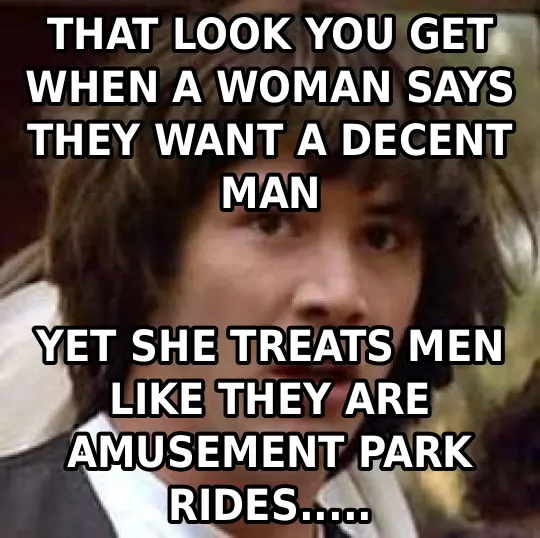 THAT LOOK YOU GET
WHEN A WOMAN SAYS
THEY WANT A DECENT
MAN
YET SHE TREATS MEN
LIKE THEY ARE
AMUSEMENT PARK
RIDES.....